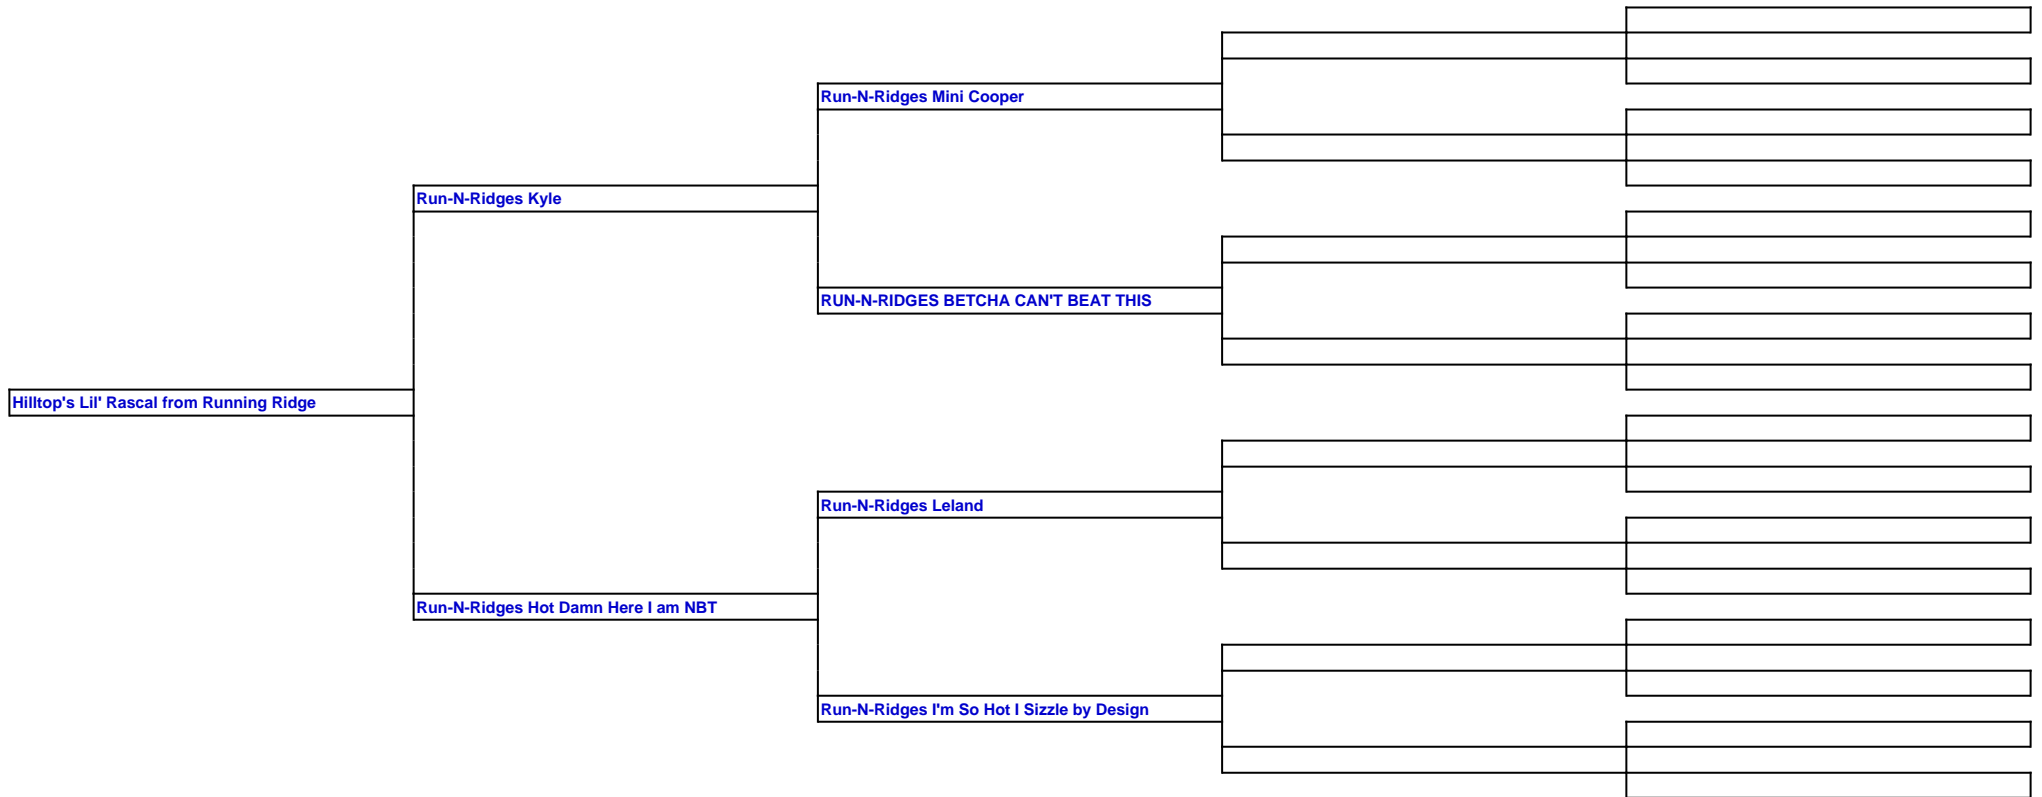 Run-N-Ridges Mini Cooper
Run-N-Ridges Kyle
RUN-N-RIDGES BETCHA CAN'T BEAT THIS
Hilltop's Lil' Rascal from Running Ridge
Run-N-Ridges Leland
Run-N-Ridges Hot Damn Here I am NBT
Run-N-Ridges I'm So Hot I Sizzle by Design